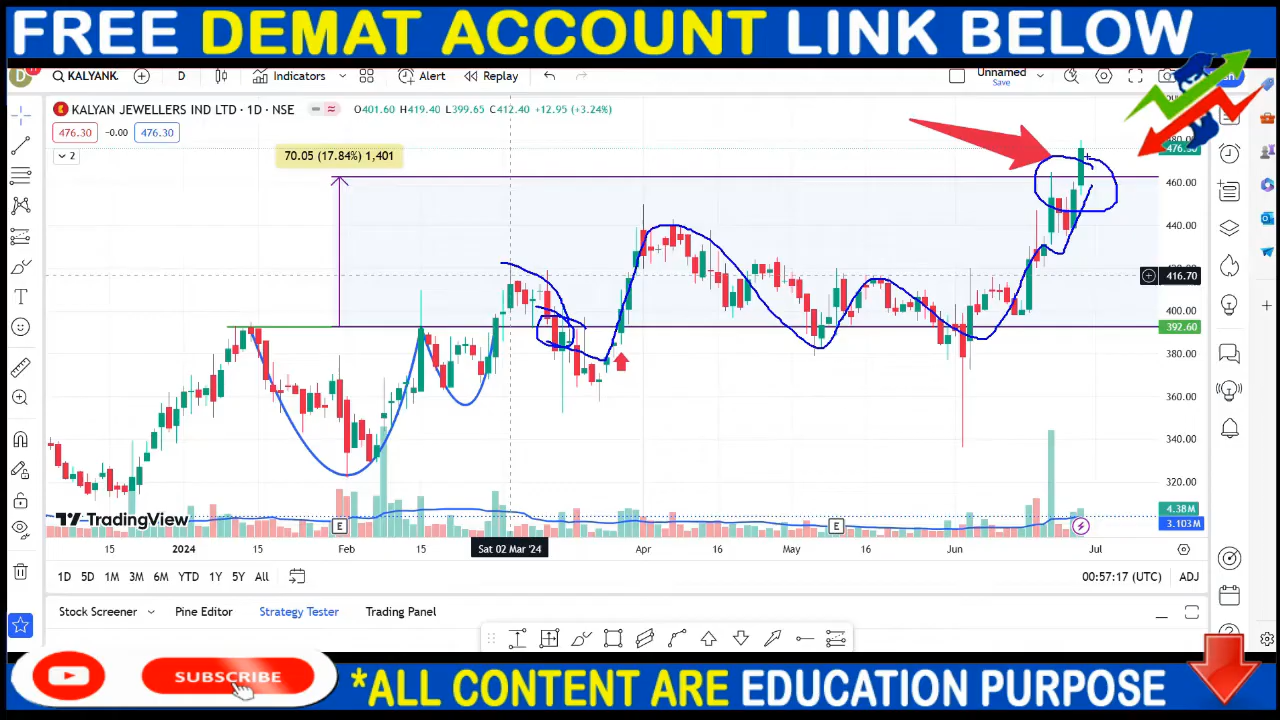 FREE DEMAT ACCOUNT LINK BELOW
KALYANK. D Indicators Alert Replay Unnamed
Save
KALYAN JEWELLERS IND LTD · 1D · NSE O401.60 H419.40 L399.65 C412.40 +12.95 (+3.24%)
476.30 -0.00 476.30
2
70.05 (17.84%) 1,401
476.30
460.00
440.00
416.70
400.00
392.60
380.00
360.00
340.00
320.00
4.38M
3.103M
TradingView
E E
15 2024 15 Feb 15 Sat 02 Mar '24 Apr 16 May 16 Jun Jul
1D 5D 1M 3M 6M YTD 1Y 5Y All 00:57:17 (UTC) ADJ
Stock Screener Pine Editor Strategy Tester Trading Panel
SUBSCRIBE
*ALL CONTENT ARE EDUCATION PURPOSE